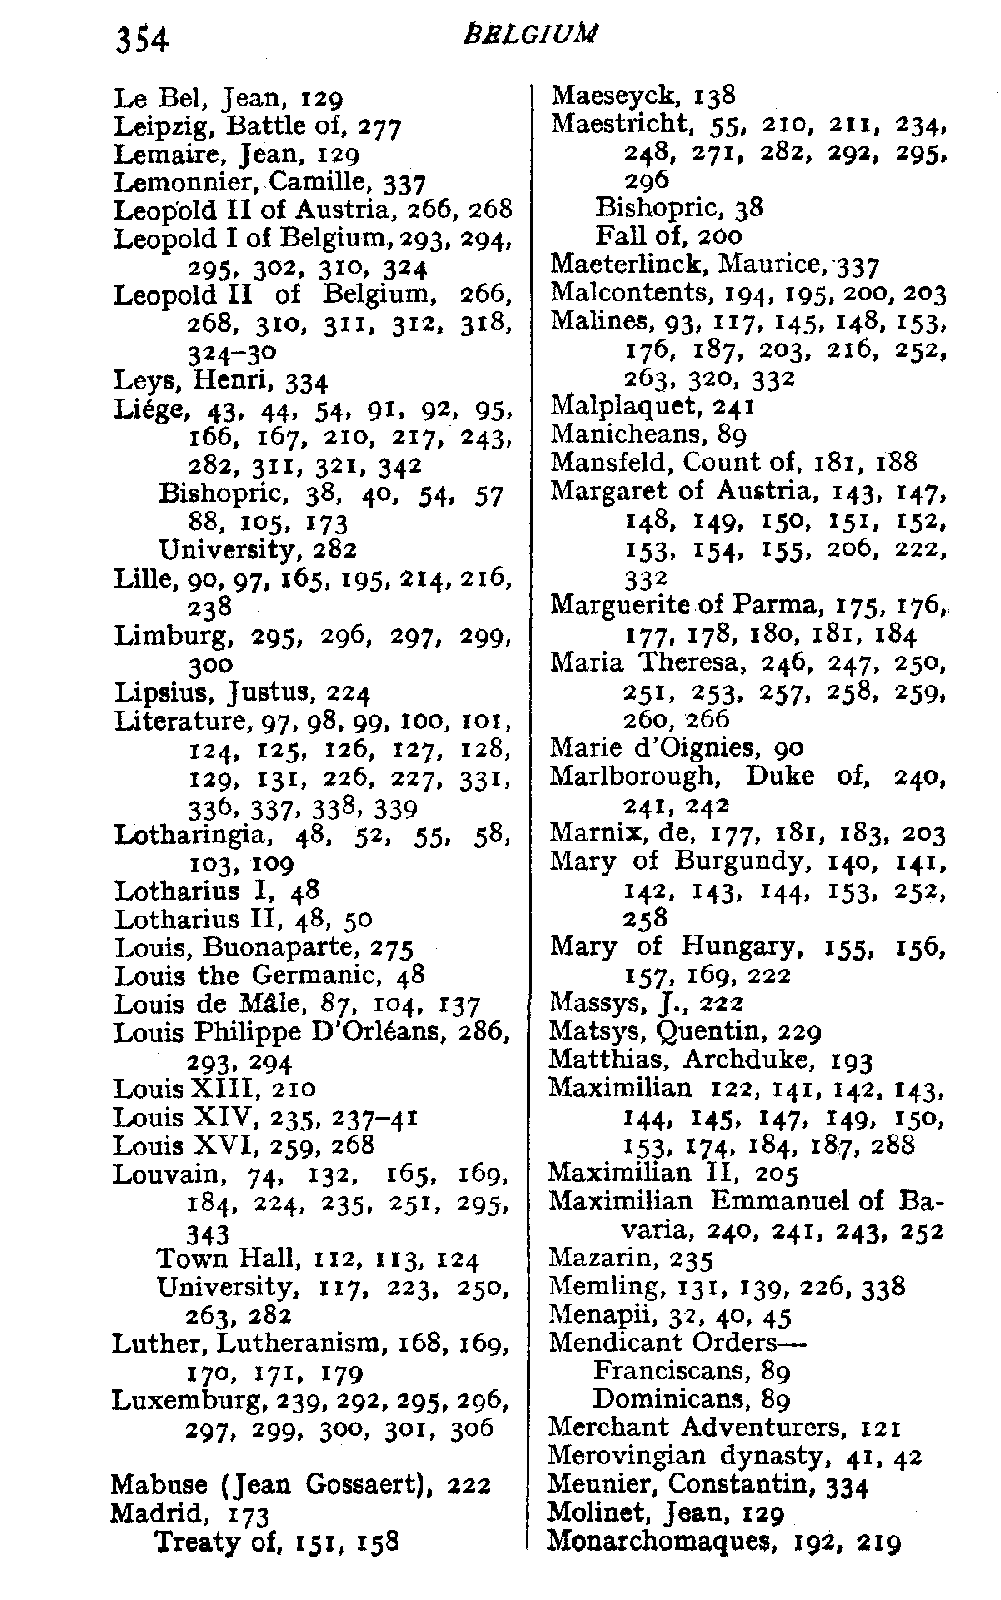 354
BELGIUM
Le Bel, Jean, 129
Leipzig, Battle of, 277
Lemaire, Jean, 129
Lemonnier, Camille, 337
Leopold II of Austria, 266, 268
Leopold I of Belgium, 293, 294,
295, 302, 310, 324
Leopold II of Belgium, 266,
268, 310, 311, 312, 318,
324-30
Leys, Henri, 334
Liége, 43, 44, 54, 91, 92, 95,
166, 167, 210, 217, 243,
282, 311, 321, 342
Bishopric, 38, 40, 54, 57
88, 105, 173
University, 282
Lille, 90, 97, 165, 195, 214, 216,
238
Limburg, 295, 296, 297, 299,
300
Lipsius, Justus, 224
Literature, 97, 98, 99, 100, 101,
124, 125, 126, 127, 128,
129, 131, 226, 227, 331,
336, 337, 338, 339
Lotharingia, 48, 52, 55, 58,
103, 109
Lotharius I, 48
Lotharius II, 48, 50
Louis, Buonaparte, 275
Louis the Germanic, 48
Louis de Mâle, 87, 104, 137
Louis Philippe D'Orléans, 286,
293, 294
Louis XIII, 210
Louis XIV, 235, 237-41
Louis XVI, 259, 268
Louvain, 74, 132, 165, 169,
184, 224, 235, 251, 295,
343
Town Hall, 112, 113, 124
University, 117, 223, 250,
263, 282
Luther, Lutheranism, 168, 169,
170, 171, 179
Luxemburg, 239, 292, 295, 296,
297, 299, 300, 301, 306
Mabuse (Jean Gossaert), 222
Madrid, 173
Treaty of, 151, 158
Maeseyck, 138
Maestricht, 55, 210, 211, 234,
248, 271, 282, 292, 295,
296
Bishopric, 38
Fall of, 200
Maeterlinck, Maurice, 337
Malcontents, 194, 195, 200, 203
Malines, 93, 117, 145, 148, 153,
176, 187, 203, 216, 252,
263, 320, 332
Malplaquet, 241
Manicheans, 89
Mansfeld, Count of, 181, 188
Margaret of Austria, 143, 147,
148, 149, 150, 151, 152,
153, 154, 155, 206, 222,
332
Marguerite of Parma, 175, 176,
177, 178, 180, 181, 184
Maria Theresa, 246, 247, 250,
251, 253, 257, 258, 259,
260, 266
Marie d'Oignies, 90
Marlborough, Duke of, 240,
241, 242
Marnix, de, 177, 181, 183, 203
Mary of Burgundy, 140, 141,
142, 143, 144, 153, 252,
258
Mary of Hungary, 155, 156,
157, 169, 222
Massys, J., 222
Matsys, Quentin, 229
Matthias, Archduke, 193
Maximilian 122, 141, 142, 143,
144, 145, 147, 149, 150,
153, 174, 184, 187, 288
Maximilian II, 205
Maximilian Emmanuel of Ba-
varia, 240, 241, 243, 252
Mazarin, 235
Memling, 131, 139, 226, 338
Menapii, 32, 40, 45
Mendicant Orders—
Franciscans, 89
Dominicans, 89
Merchant Adventurers, 121
Merovingian dynasty, 41, 42
Meunier, Constantin, 334
Molinet, Jean, 129
Monarchomaques, 192, 219